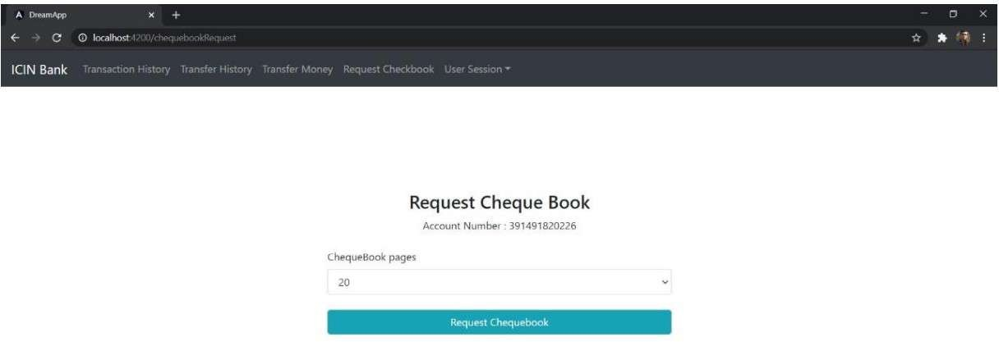 DreamApp
localhost:4200/chequebookRequest
ICIN Bank Transaction History Transfer History Transfer Money Request Checkbook User Session
Request Cheque Book
Account Number : 391491820226
ChequeBook pages
20
Request Chequebook